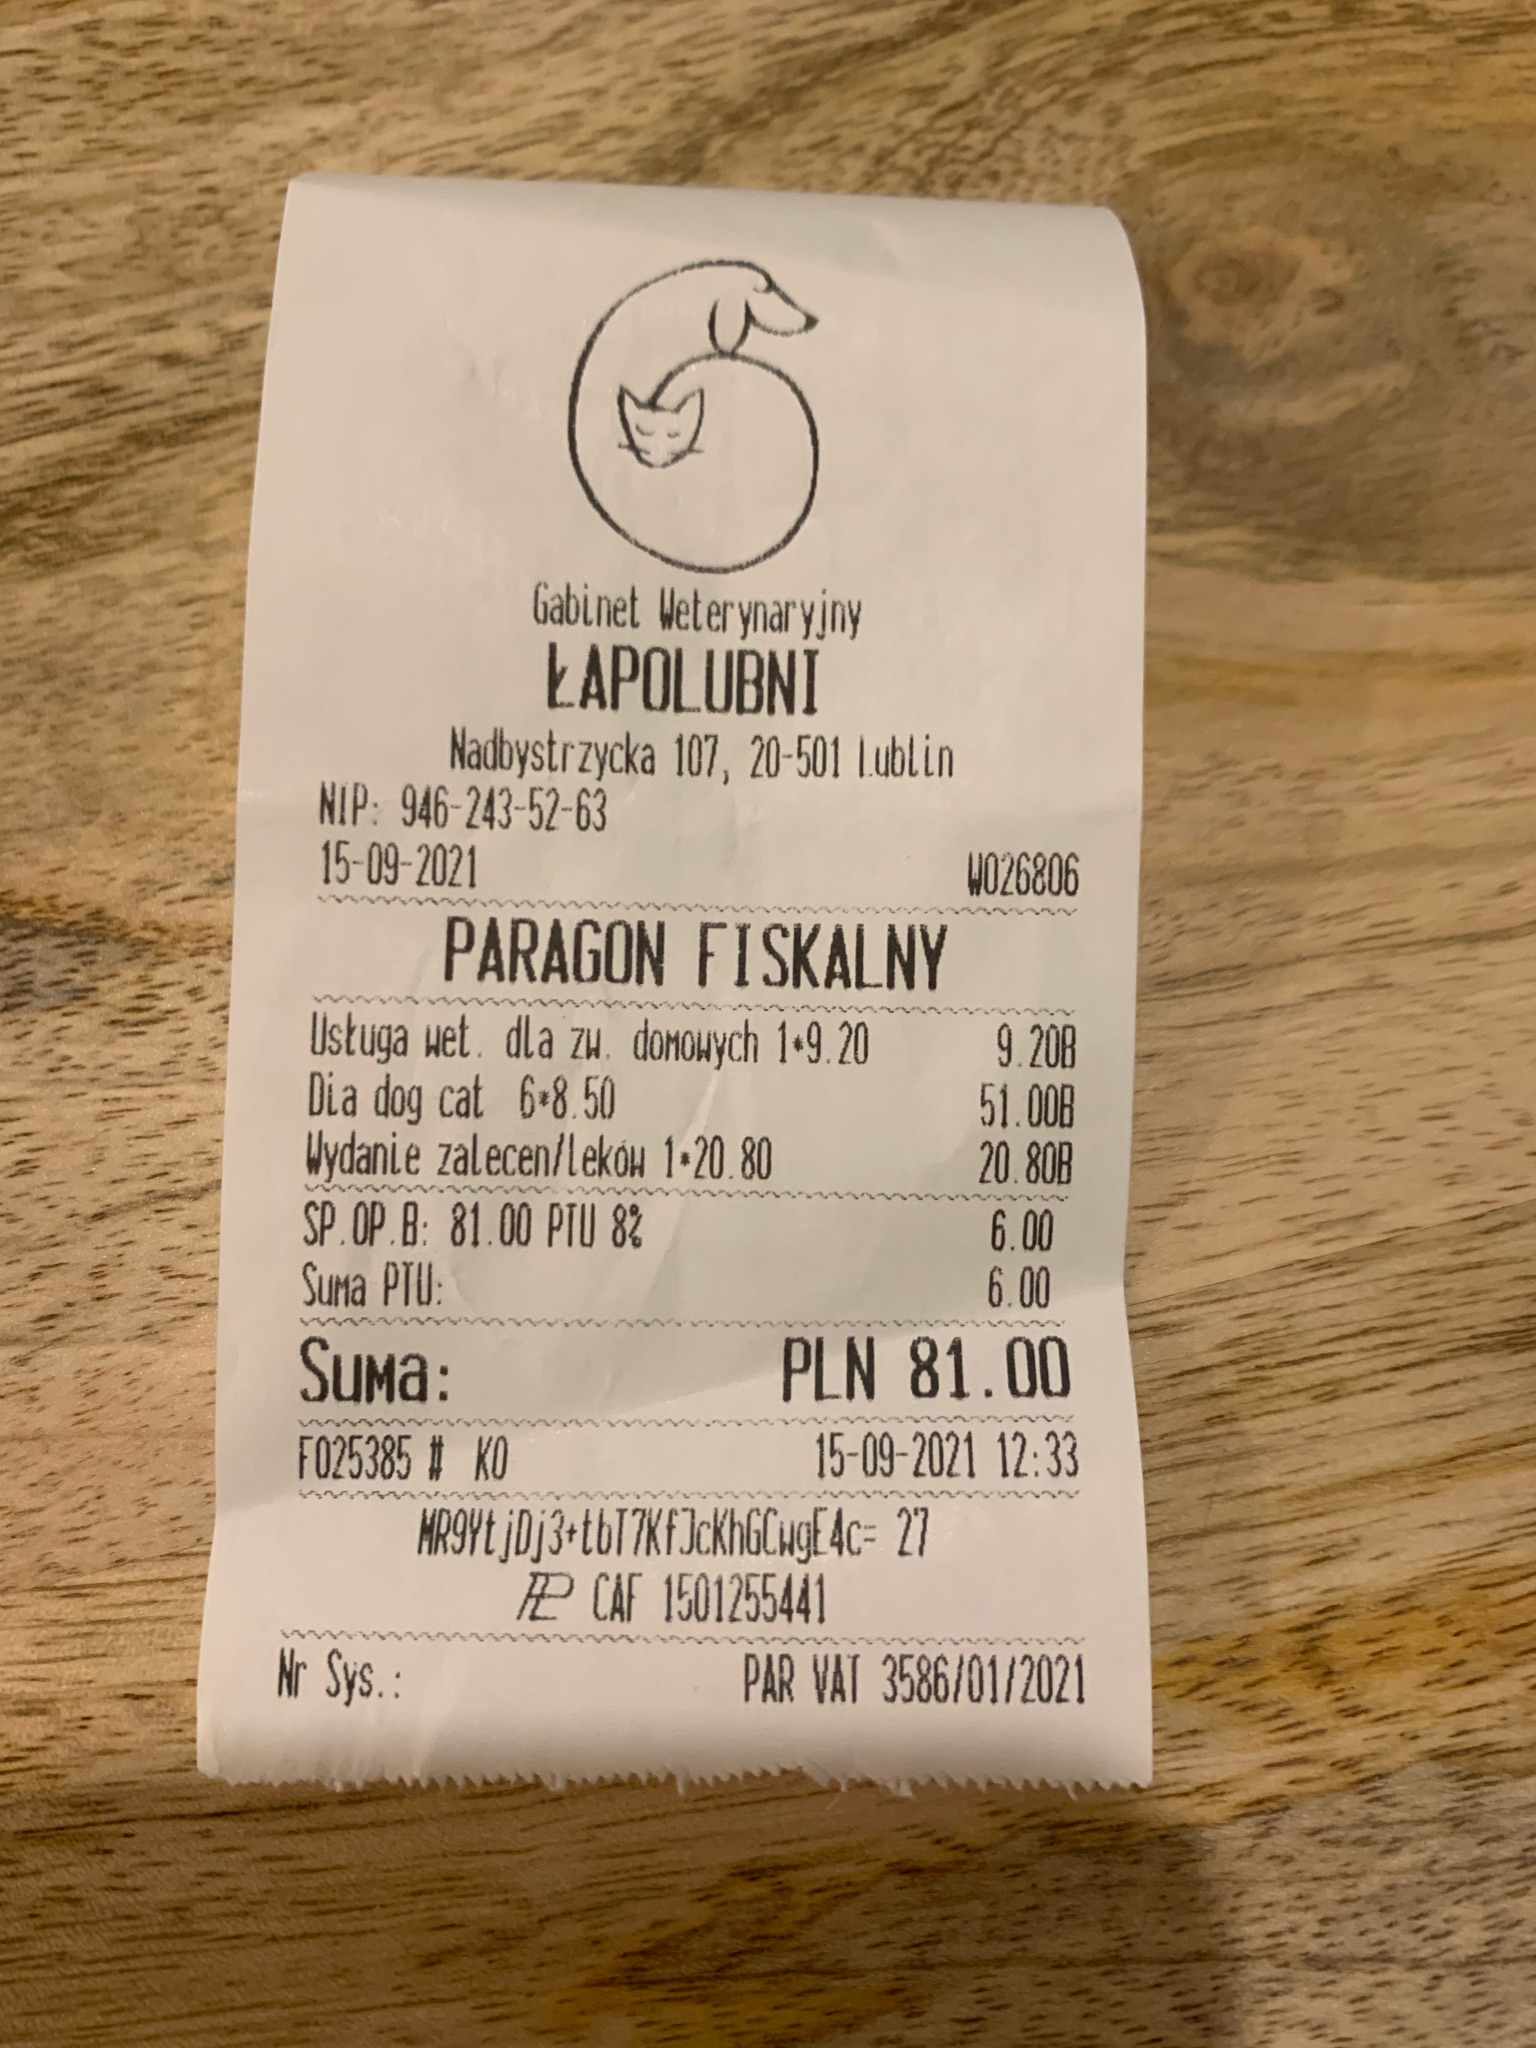 Gabinet Weterynaryjny
ŁAPOLUBNI
Nadbystrzycka 107, 20-501 Lublin
NIP: 946-243-52-63
15-09-2021 W026806
PARAGON FISKALNY
Usługa wet. dla zw. domowych 1*9.20 9.20B
Dia dog cat 6*8.50 51.00B
Wydanie zaleceń/leków 1*20.80 20.80B
SP.OP.B: 81.00 PTU 8% 6.00
Suma PTU: 6.00
Suma: PLN 81.00
F025385 # KO 15-09-2021 12:33
MR9YtjDj3+tbT7KfJcKhGCwgE4c= 27
CAF 1501255441
Nr Sys.: PAR VAT 3586/01/2021